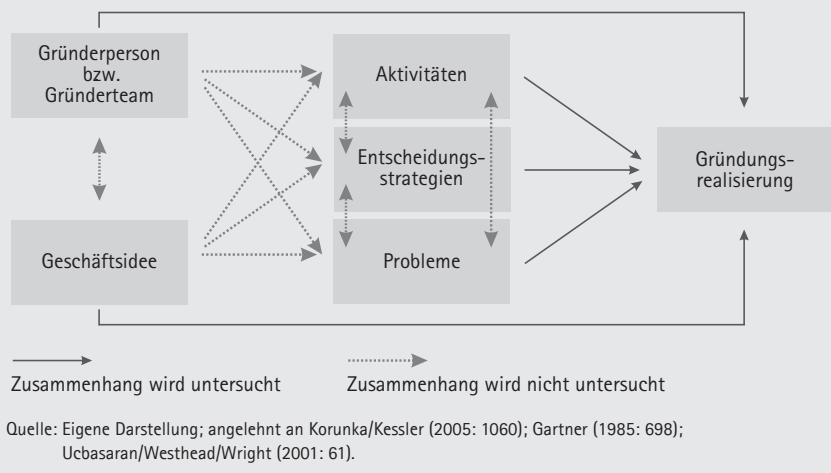 Gründerperson
bzw.
Gründerteam
Aktivitäten
Entscheidungs-
strategien
Gründungs-
realisierung
Geschäftsidee
Probleme
Zusammenhang wird untersucht
Zusammenhang wird nicht untersucht
Quelle: Eigene Darstellung; angelehnt an Korunka/Kessler (2005: 1060); Gartner (1985: 698);
Ucbasaran/Westhead/Wright (2001: 61).